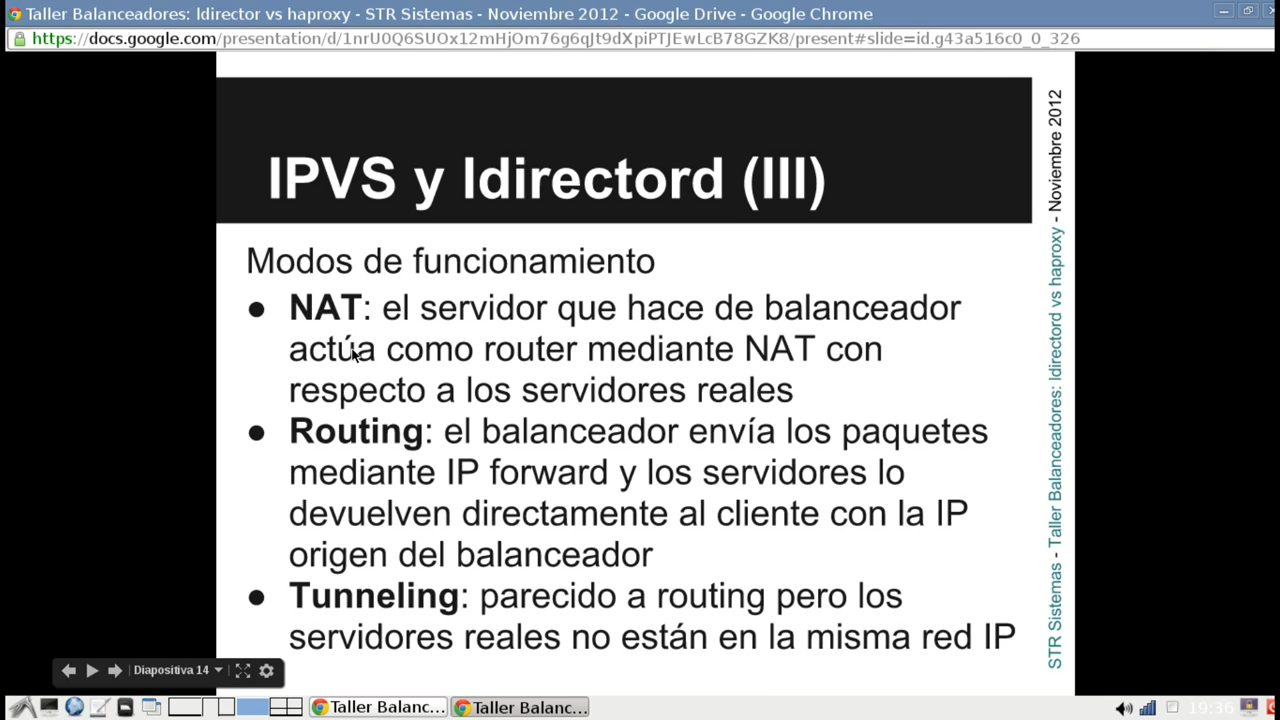 Taller Balanceadores: ldirector vs haproxy - STR Sistemas - Noviembre 2012 - Google Drive - Google Chrome
https://docs.google.com/presentation/d/1nrU0Q6SUOx12mHjOm76g6qJt9dXpiPTJEwLcB78GZK8/present#slide=id.g43a516c0_0_326
IPVS y ldirectord (III)
Modos de funcionamiento
● NAT: el servidor que hace de balanceador
actúa como router mediante NAT con
respecto a los servidores reales
● Routing: el balanceador envía los paquetes
mediante IP forward y los servidores lo
devuelven directamente al cliente con la IP
origen del balanceador
● Tunneling: parecido a routing pero los
servidores reales no están en la misma red IP
STR Sistemas - Taller Balanceadores: ldirectord vs haproxy - Noviembre 2012
Diapositiva 14
Taller Balanc...
Taller Balanc...
19:36